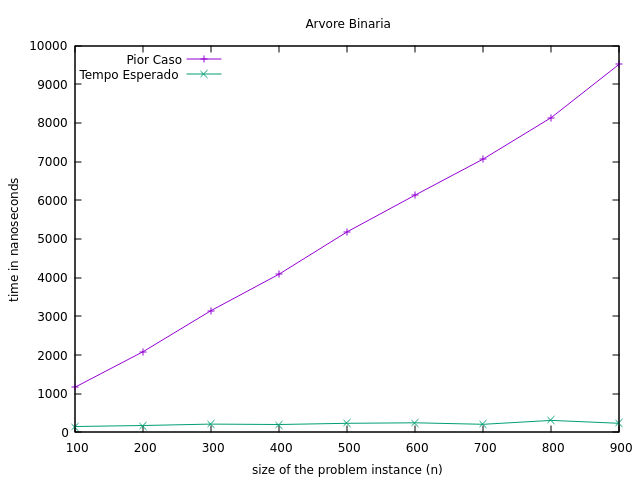 Arvore Binaria
Pior Caso
Tempo Esperado
time in nanoseconds
10000
9000
8000
7000
6000
5000
4000
3000
2000
1000
0
100 200 300 400 500 600 700 800 900
size of the problem instance (n)